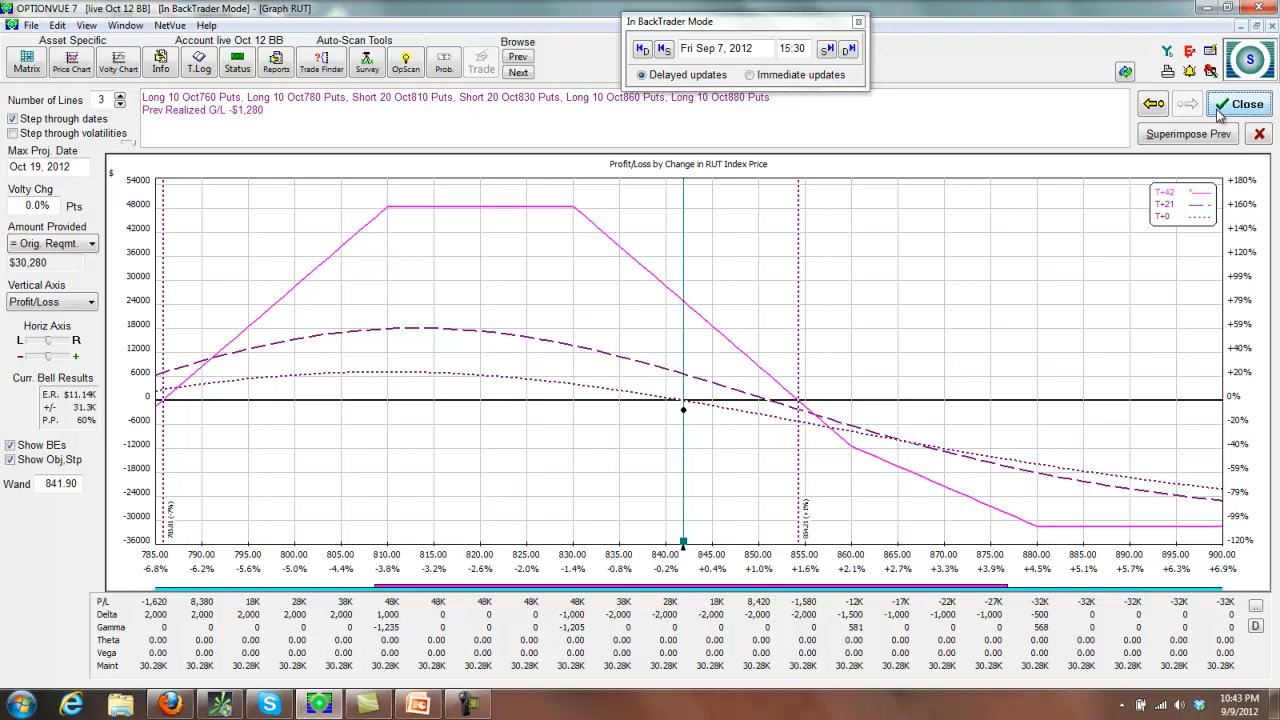 OPTIONVUE 7 [live Oct 12 BB] [In BackTrader Mode] - [Graph RUT]
File Edit View Window NetVue Help
In BackTrader Mode
Fri Sep 7, 2012 15:30
Delayed updates Immediate updates
Asset Specific Account live Oct 12 BB Auto-Scan Tools Browse
Matrix Price Chart Volty Chart Info T.Log Status Reports Trade Finder Survey OpScan Prob. Trade Prev Next
Number of Lines 3
Step through dates
Step through volatilities
Long 10 Oct760 Puts, Long 10 Oct780 Puts, Short 20 Oct810 Puts, Short 20 Oct830 Puts, Long 10 Oct860 Puts, Long 10 Oct880 Puts
Prev Realized G/L -$1,280
Close
Superimpose Prev
Max Proj. Date
Oct 19, 2012
Volty Chg
0.0% Pts
Amount Provided
= Orig. Reqmt.
$30,280
Vertical Axis
Profit/Loss
Horiz Axis
L R
- +
Curr. Bell Results
E.R. $11.14K
+/- 31.3K
P.P. 60%
Show BEs
Show Obj,Stp
Wand 841.90
Profit/Loss by Change in RUT Index Price
$
54000 +180%
48000 +160%
42000 +140%
36000 +120%
30000 +99%
24000 +79%
18000 +59%
12000 +40%
6000 +20%
0 0%
-6000 -20%
-12000 -40%
-18000 -59%
-24000 -79%
-30000 -99%
-36000 -120%
T+42
T+21
T+0
785.81 (-7%)
854.21 (+1%)
785.00 790.00 795.00 800.00 805.00 810.00 815.00 820.00 825.00 830.00 835.00 840.00 845.00 850.00 855.00 860.00 865.00 870.00 875.00 880.00 885.00 890.00 895.00 900.00
-6.8% -6.2% -5.6% -5.0% -4.4% -3.8% -3.2% -2.6% -2.0% -1.4% -0.8% -0.2% +0.4% +1.0% +1.6% +2.1% +2.7% +3.3% +3.9% +4.5% +5.1% +5.7% +6.3% +6.9%
P/L -1,620 8,380 18K 28K 38K 48K 48K 48K 48K 48K 38K 28K 18K 8,420 -1,580 -12K -17K -22K -27K -32K -32K -32K -32K -32K
Delta 2,000 2,000 2,000 2,000 2,000 1,000 0 0 0 -1,000 -2,000 -2,000 -2,000 -2,000 -2,000 -1,500 -1,000 -1,000 -1,000 -500 0 0 0 0
Gamma 0 0 0 0 0 -1,235 0 0 0 -1,205 0 0 0 0 0 581 0 0 0 568 0 0 0 0
Theta 0.00 0.00 0.00 0.00 0.00 0.00 0.00 0.00 0.00 0.00 0.00 0.00 0.00 0.00 0.00 0.00 0.00 0.00 0.00 0.00 0.00 0.00 0.00 0.00
Vega 0.00 0.00 0.00 0.00 0.00 0.00 0.00 0.00 0.00 0.00 0.00 0.00 0.00 0.00 0.00 0.00 0.00 0.00 0.00 0.00 0.00 0.00 0.00 0.00
Maint 30.28K 30.28K 30.28K 30.28K 30.28K 30.28K 30.28K 30.28K 30.28K 30.28K 30.28K 30.28K 30.28K 30.28K 30.28K 30.28K 30.28K 30.28K 30.28K 30.28K 30.28K 30.28K 30.28K 30.28K
D
10:43 PM
9/9/2012